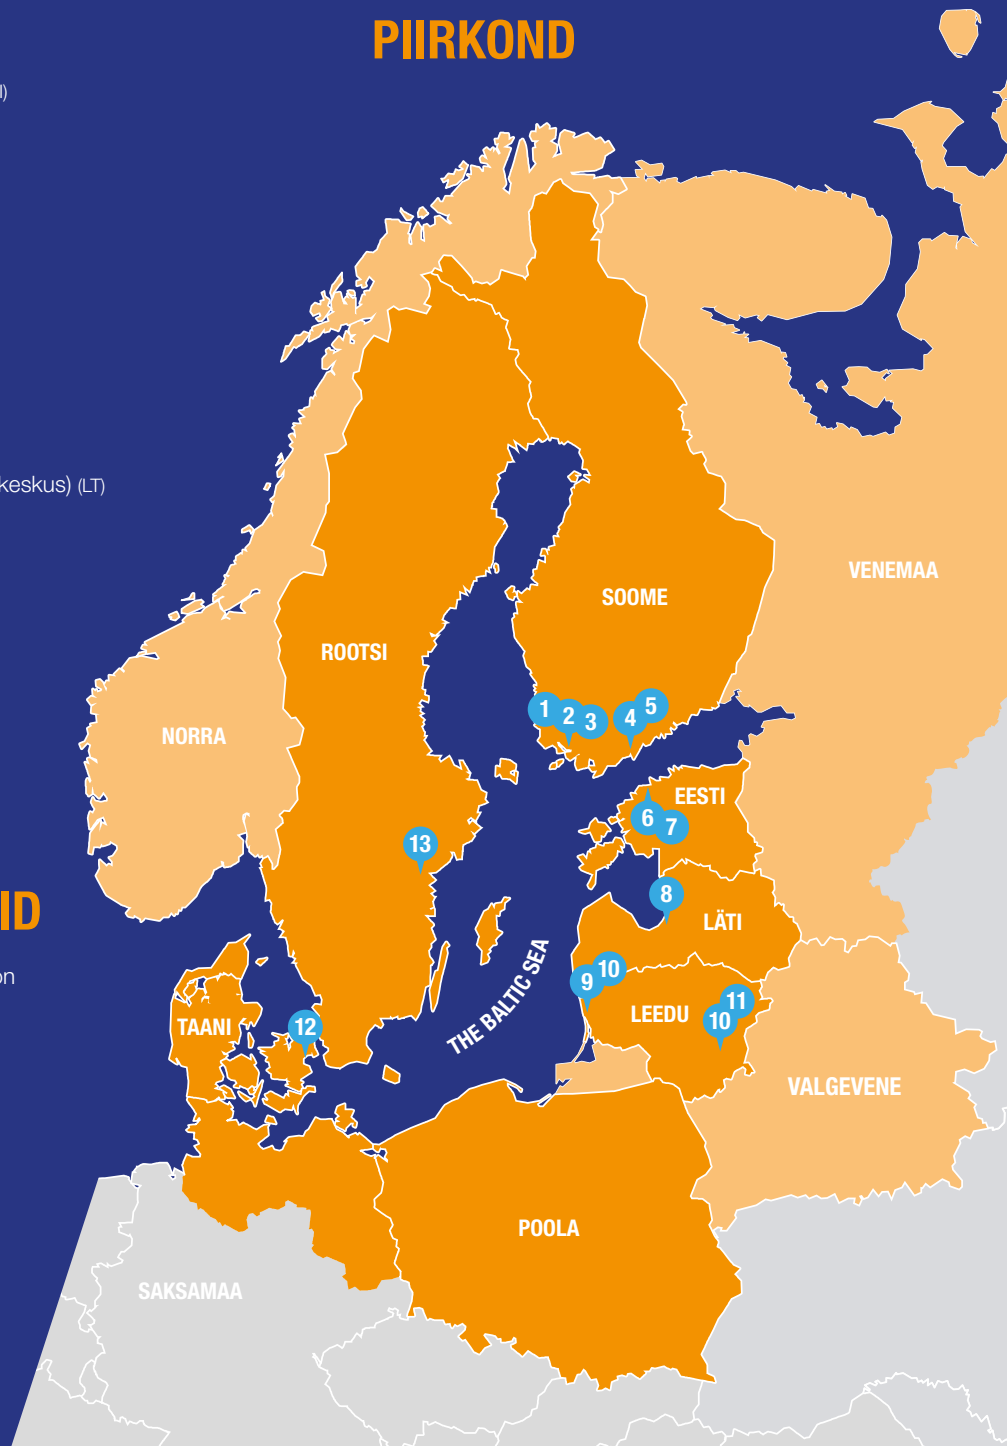 PIIRKOND
I)
keskus) (LT)
VENEMAA
SOOME
ROOTSI
1
2
3
4
5
NORRA
EESTI
6
7
13
8
LÄTI
ID
THE BALTIC SEA
9
10
on
LEEDU
11
10
TAANI
12
VALGEVENE
POOLA
SAKSAMAA